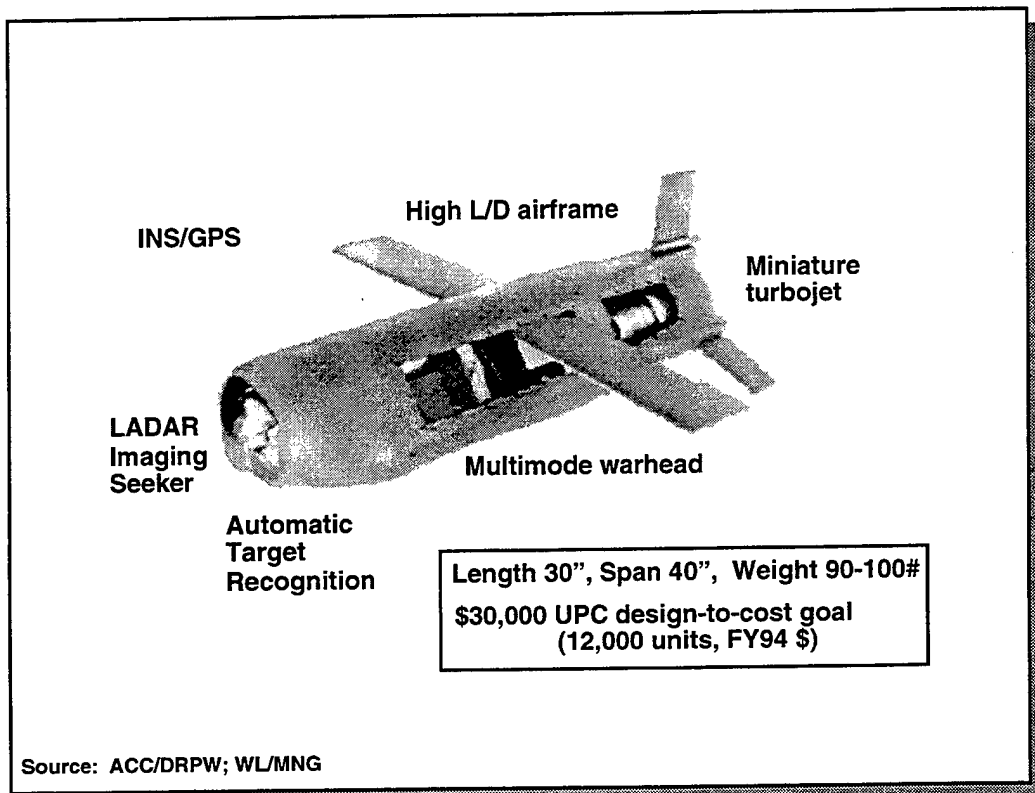 High L/D airframe
INS/GPS
Miniature
turbojet
LADAR
Imaging
Seeker
Multimode warhead
Automatic
Target
Recognition
Length 30”, Span 40”,  Weight 90-100#
$30,000 UPC design-to-cost goal
(12,000 units, FY94 $)
Source:  ACC/DRPW; WL/MNG